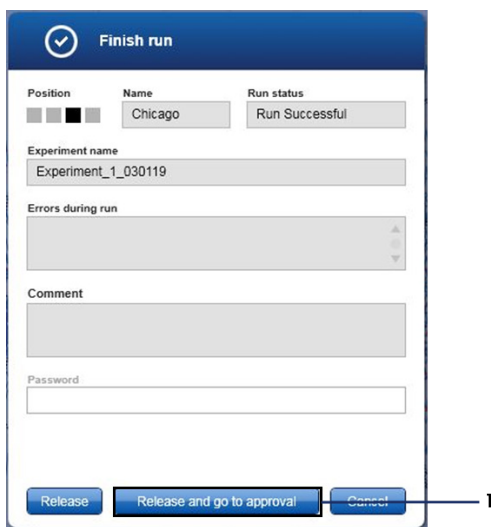 Finish run
Position Name Run status
Chicago Run Successful
Experiment name
Experiment_1_030119
Errors during run
Comment
Password
Release Release and go to approval Cancel 1